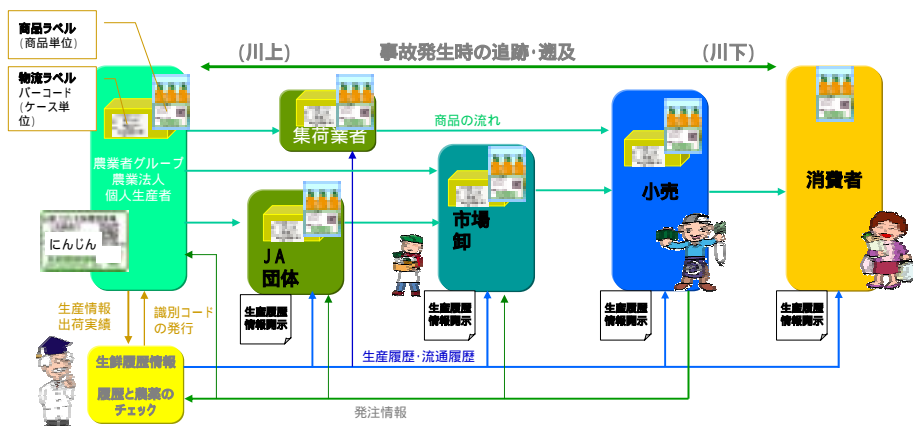 商品ラベル
(商品単位)
物流ラベル
バーコード
(ケース単
位)
(川上)
事故発生時の追跡・遡及
(川下)
農業者グループ
農業法人
個人生産者
にんじん
集荷業者
商品の流れ
JA
団体
市場
卸
小売
消費者
生産情報
出荷実績
識別コード
の発行
生産履歴
情報開示
生産履歴
情報開示
生産履歴
情報開示
生産履歴
情報開示
生鮮履歴情報
履歴と農薬の
チェック
生産履歴・流通履歴
発注情報